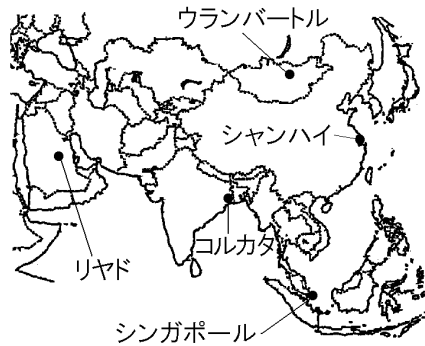 ウランバートル
シャンハイ
コルカタ
リヤド
シンガポール